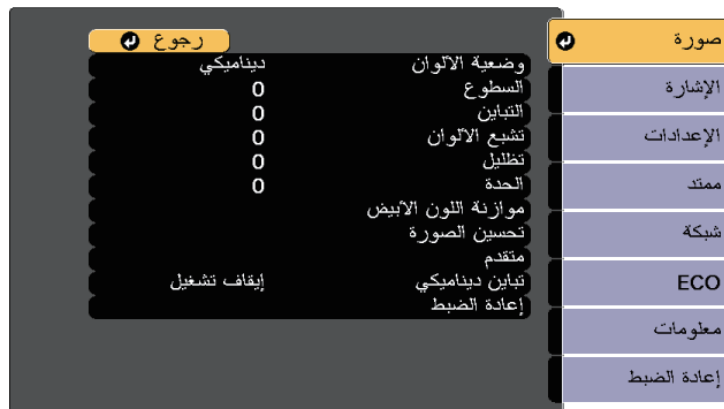 صورة
الإشارة
الإعدادات
ممتد
شبكة
ECO
معلومات
إعادة الضبط
رجوع
وضعية الألوان ديناميكي
السطوع 0
التباين 0
تشبع الألوان 0
تظليل 0
الحدة 0
موازنة اللون الأبيض
تحسين الصورة
متقدم
تباين ديناميكي إيقاف تشغيل
إعادة الضبط